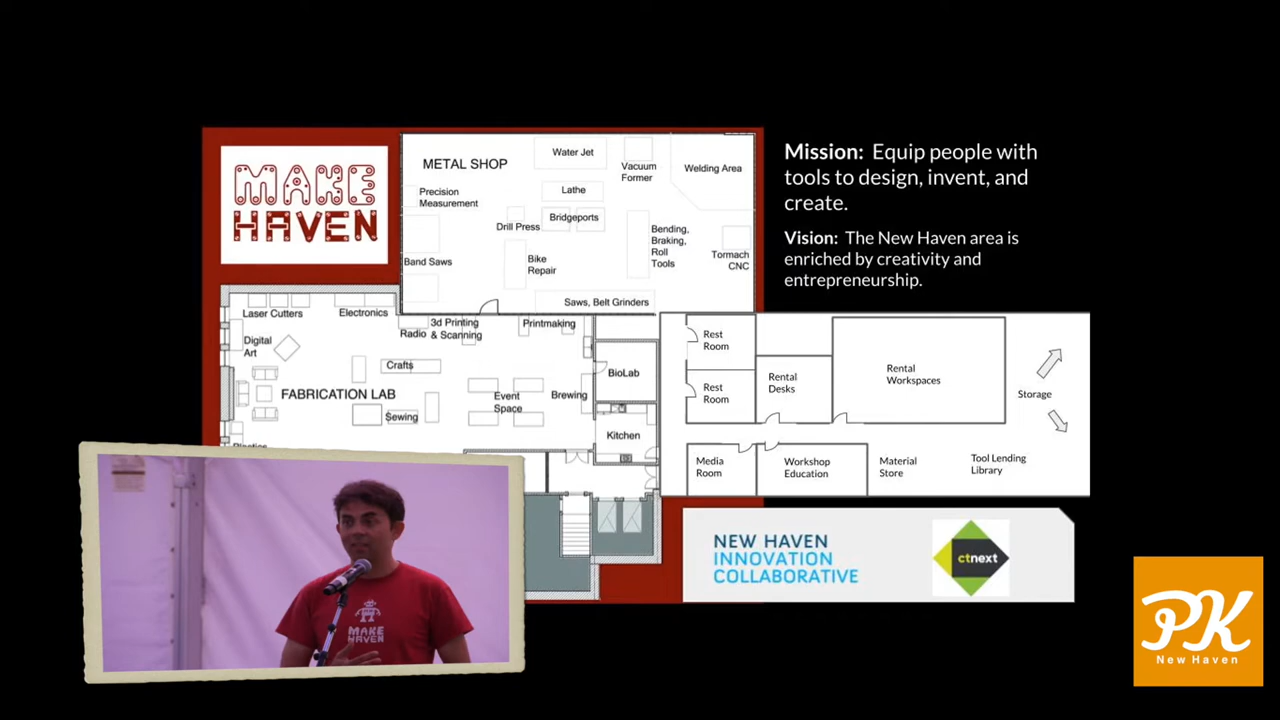 MAKE
HAVEN
METAL SHOP
Water Jet
Vacuum
Former
Welding Area
Precision
Measurement
Lathe
Drill Press
Bridgeports
Bending,
Braking,
Roll
Tools
Tormach
CNC
Band Saws
Bike
Repair
Saws, Belt Grinders
Mission: Equip people with
tools to design, invent, and
create.
Vision: The New Haven area is
enriched by creativity and
entrepreneurship.
Laser Cutters
Electronics
Radio
3d Printing
& Scanning
Printmaking
Digital
Art
Crafts
FABRICATION LAB
Sewing
Event
Space
Brewing
BioLab
Kitchen
Plastics
Rest
Room
Rest
Room
Rental
Desks
Rental
Workspaces
Storage
Media
Room
Workshop
Education
Material
Store
Tool Lending
Library
MAKE
HAVEN
NEW HAVEN
INNOVATION
COLLABORATIVE
ctnext
PK
New Haven